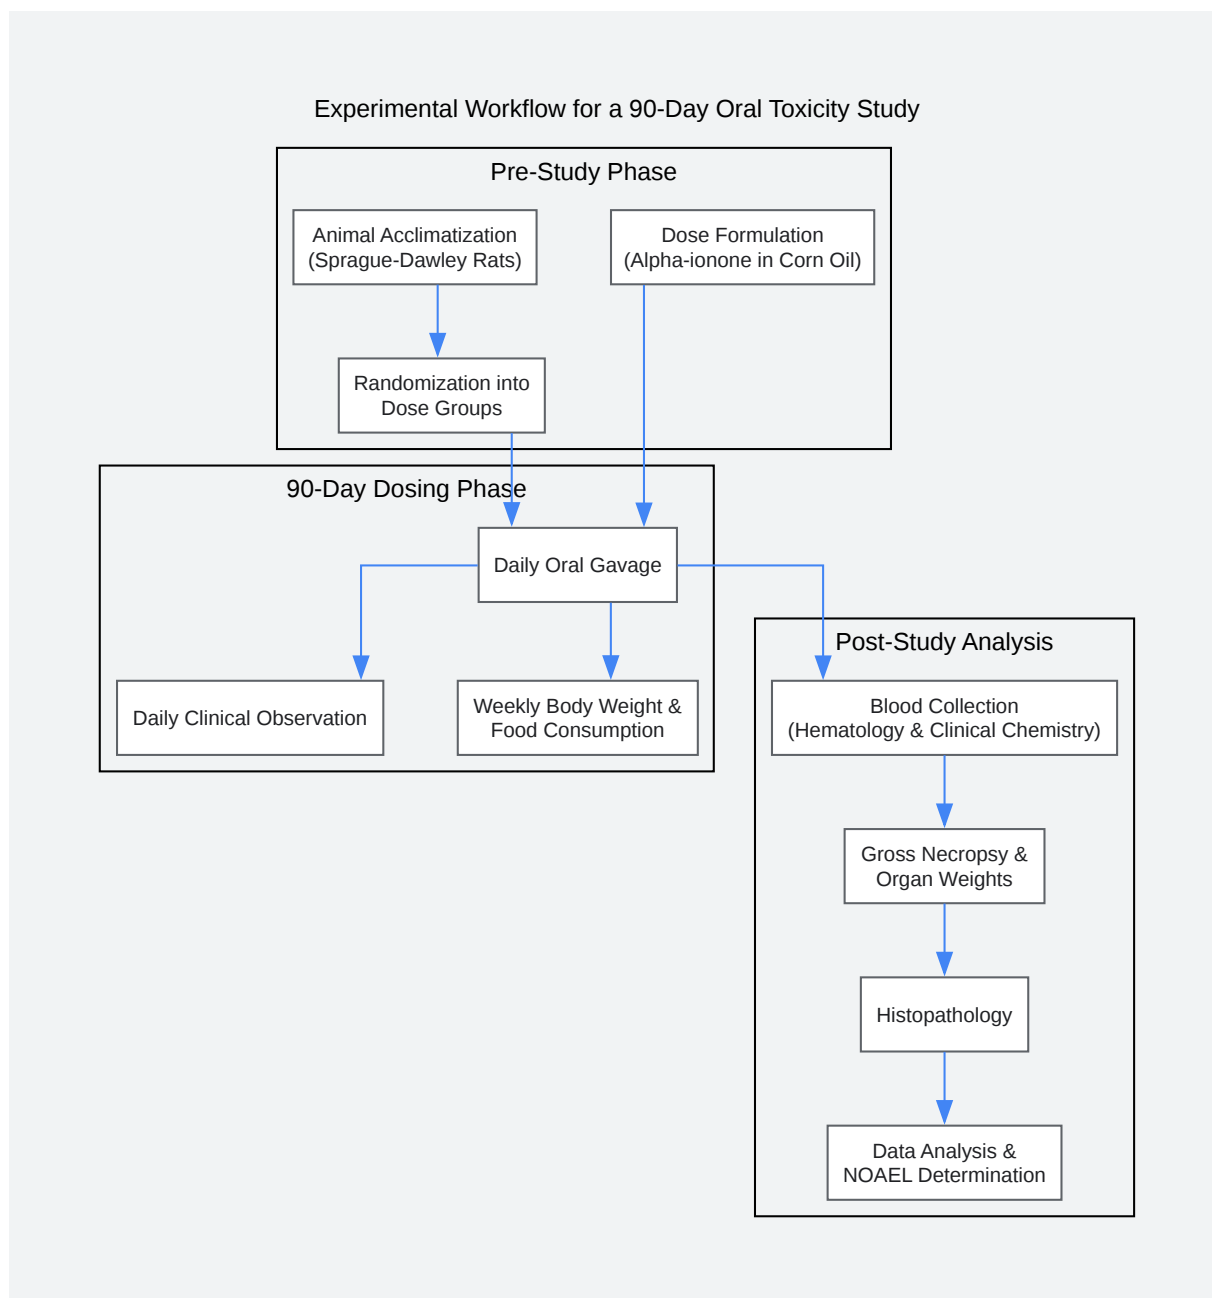 Experimental Workflow for a 90-Day Oral Toxicity Study
Pre-Study Phase
Animal Acclimatization
(Sprague-Dawley Rats)
Dose Formulation
(Alpha-ionone in Corn Oil)
Randomization into
Dose Groups
90-Day Dosing Phase
Daily Oral Gavage
Daily Clinical Observation
Weekly Body Weight &
Food Consumption
Post-Study Analysis
Blood Collection
(Hematology & Clinical Chemistry)
Gross Necropsy &
Organ Weights
Histopathology
Data Analysis &
NOAEL Determination